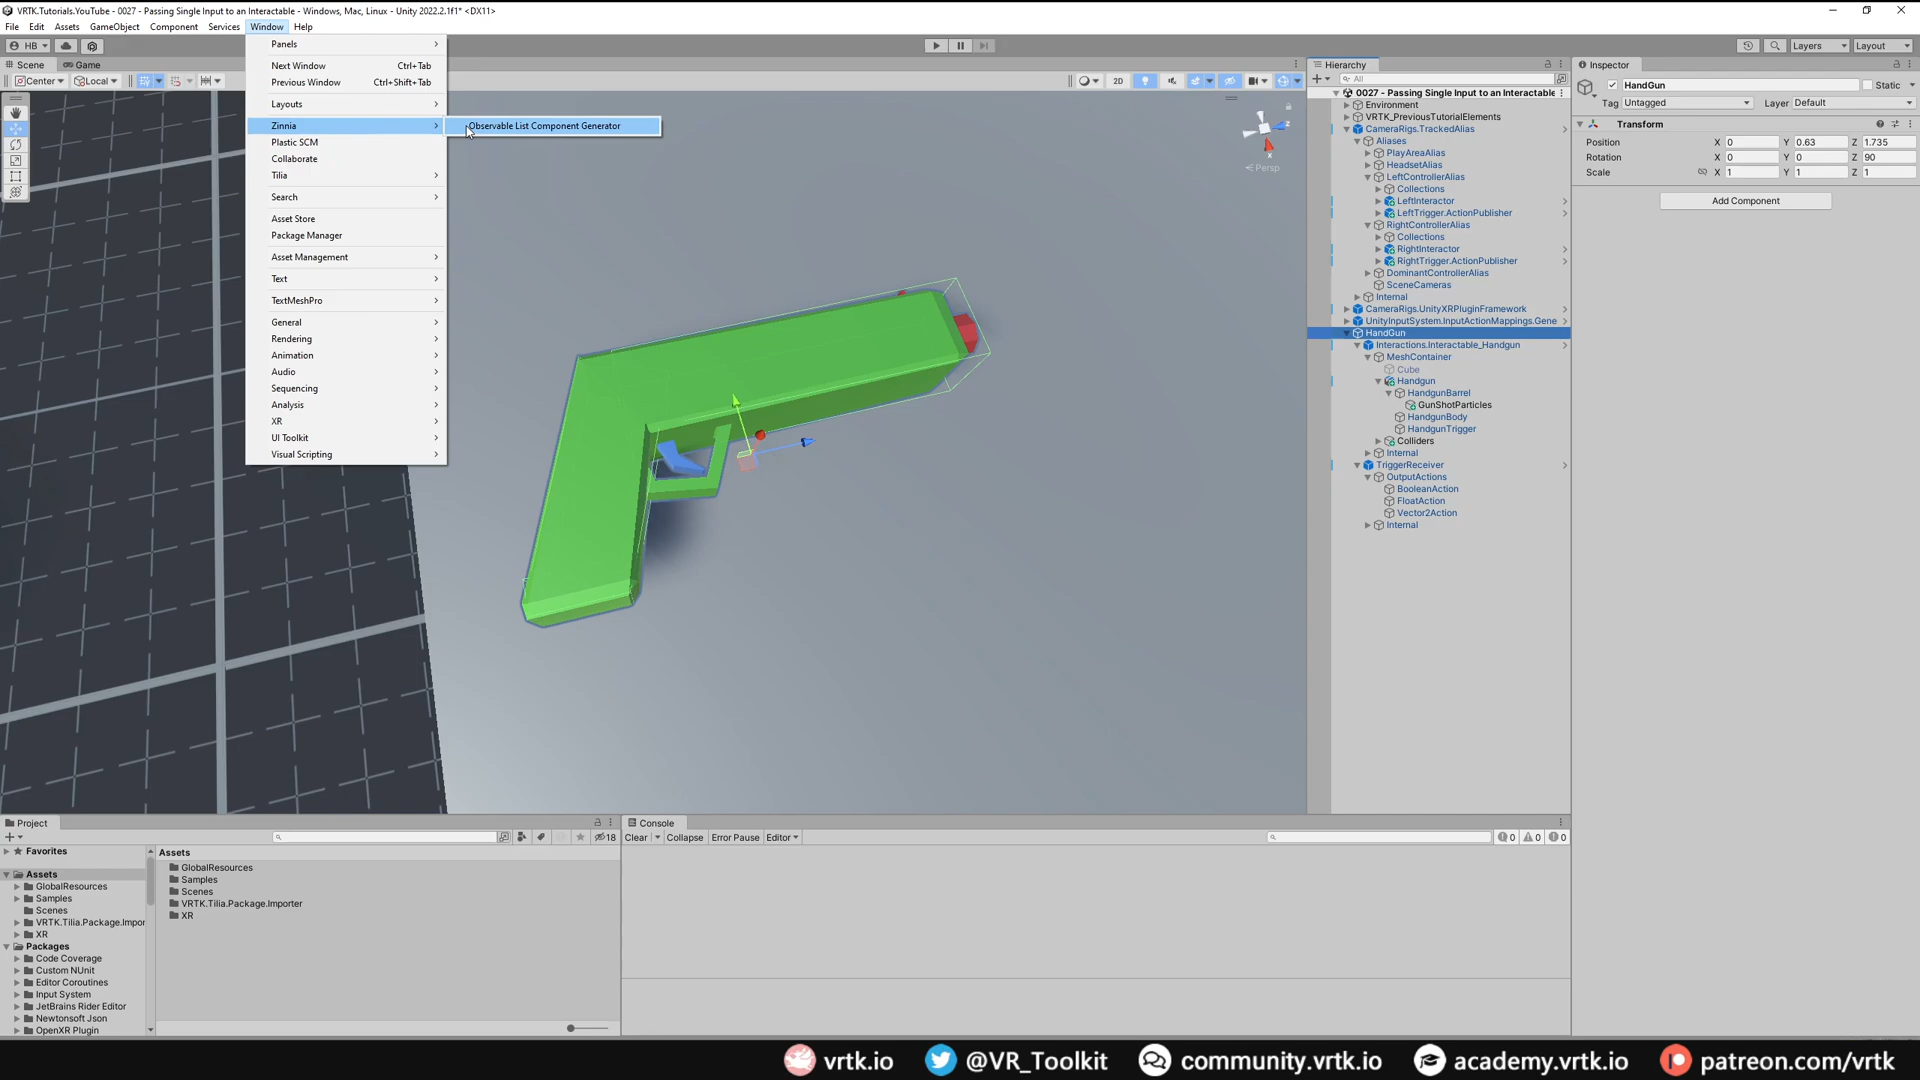 VRTK.Tutorials.YouTube - 0027 - Passing Single Input to an Interactable - Windows, Mac, Linux - Unity 2022.2.1f1* <DX11>
File Edit Assets GameObject Component Services Window Help
HB Layers Layout
Scene Game
Center Local 2D
Panels
Next Window Ctrl+Tab
Previous Window Ctrl+Shift+Tab
Layouts
Zinnia
Observable List Component Generator
Plastic SCM
Collaborate
Tilia
Search
Asset Store
Package Manager
Asset Management
Text
TextMeshPro
General
Rendering
Animation
Audio
Sequencing
Analysis
XR
UI Toolkit
Visual Scripting
Persp
Hierarchy
All
0027 - Passing Single Input to an Interactable
Environment
VRTK_PreviousTutorialElements
CameraRigs.TrackedAlias
Aliases
PlayAreaAlias
HeadsetAlias
LeftControllerAlias
Collections
LeftInteractor
LeftTrigger.ActionPublisher
RightControllerAlias
Collections
RightInteractor
RightTrigger.ActionPublisher
DominantControllerAlias
SceneCameras
Internal
CameraRigs.UnityXRPluginFramework
UnityInputSystem.InputActionMappings.Gene
HandGun
Interactions.Interactable_Handgun
MeshContainer
Cube
Handgun
HandgunBarrel
GunShotParticles
HandgunBody
HandgunTrigger
Colliders
Internal
TriggerReceiver
OutputActions
BooleanAction
FloatAction
Vector2Action
Internal
Inspector
HandGun Static
Tag Untagged Layer Default
Transform
Position X 0 Y 0.63 Z 1.735
Rotation X 0 Y 0 Z 90
Scale X 1 Y 1 Z 1
Add Component
Project
18
Favorites
Assets
GlobalResources
Samples
Scenes
VRTK.Tilia.Package.Impor
XR
Packages
Code Coverage
Custom NUnit
Editor Coroutines
Input System
JetBrains Rider Editor
Newtonsoft Json
OpenXR Plugin
Assets
GlobalResources
Samples
Scenes
VRTK.Tilia.Package.Importer
XR
Console
Clear Collapse Error Pause Editor 0 0 0
vrtk.io @VR_Toolkit community.vrtk.io academy.vrtk.io patreon.com/vrtk